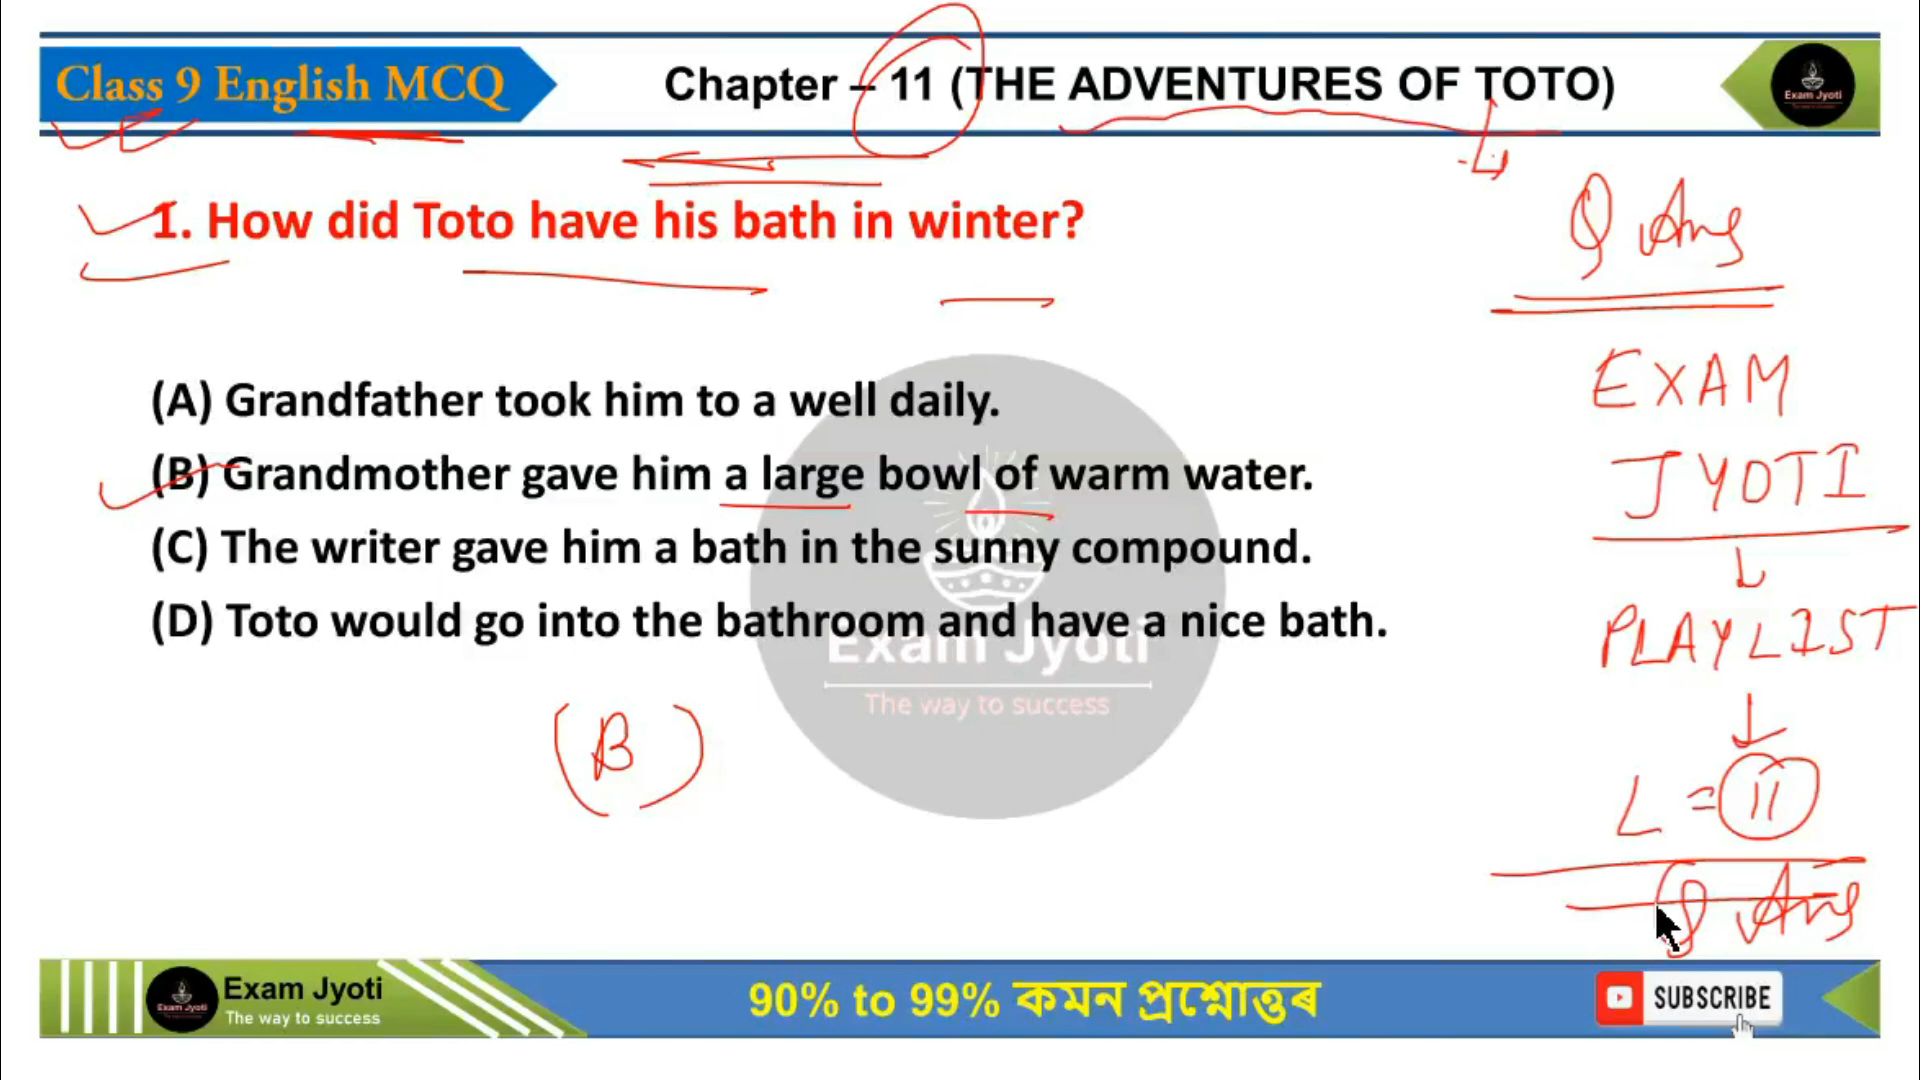 Class 9 English MCQ
Chapter – 11 (THE ADVENTURES OF TOTO)
Exam Jyoti
1. How did Toto have his bath in winter?
Q Ans
(A) Grandfather took him to a well daily.
EXAM
(B) Grandmother gave him a large bowl of warm water.
JYOTI
(C) The writer gave him a bath in the sunny compound.
(D) Toto would go into the bathroom and have a nice bath.
PLAYLIST
Exam Jyoti
The way to success
(B)
L = 11
Q Ans
Exam Jyoti
Exam Jyoti
The way to success
90% to 99% কমন প্ৰশ্নোত্তৰ
SUBSCRIBE